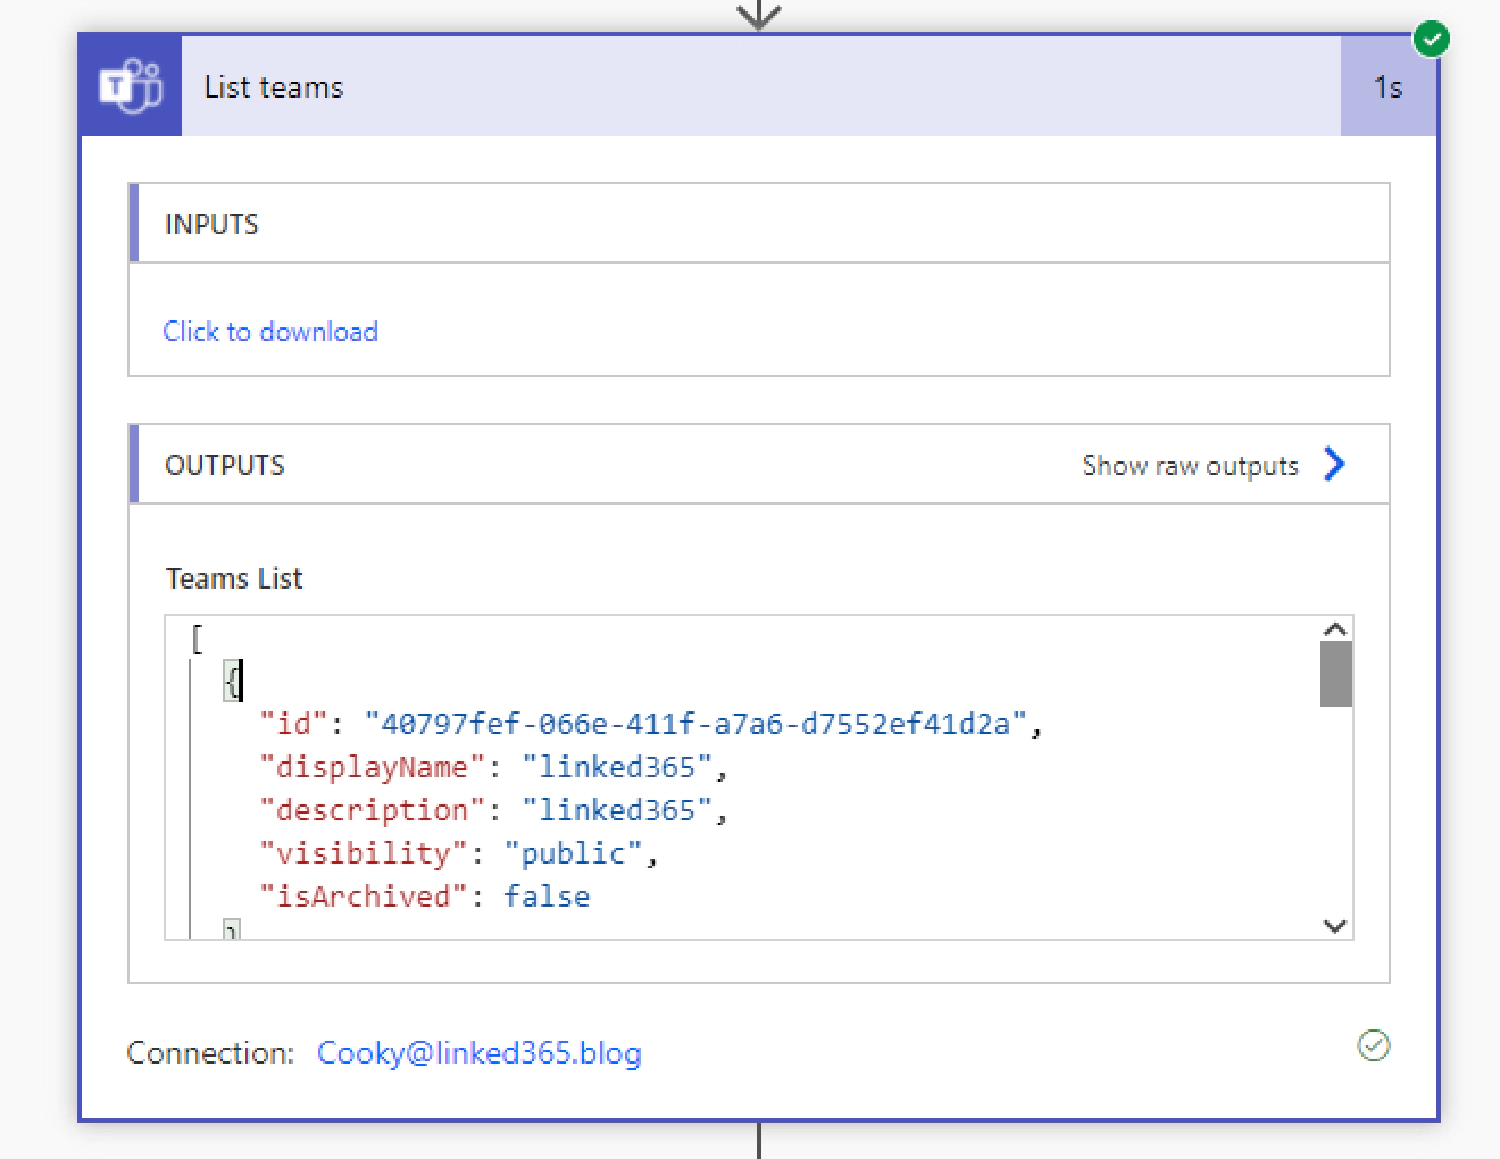 T
List teams
1s
INPUTS
Click to download
OUTPUTS
Show raw outputs
Teams List
[
{
"id": "40797fef-066e-411f-a7a6-d7552ef41d2a",
"displayName": "linked365",
"description": "linked365",
"visibility": "public",
"isArchived": false
}
Connection: Cooky@linked365.blog